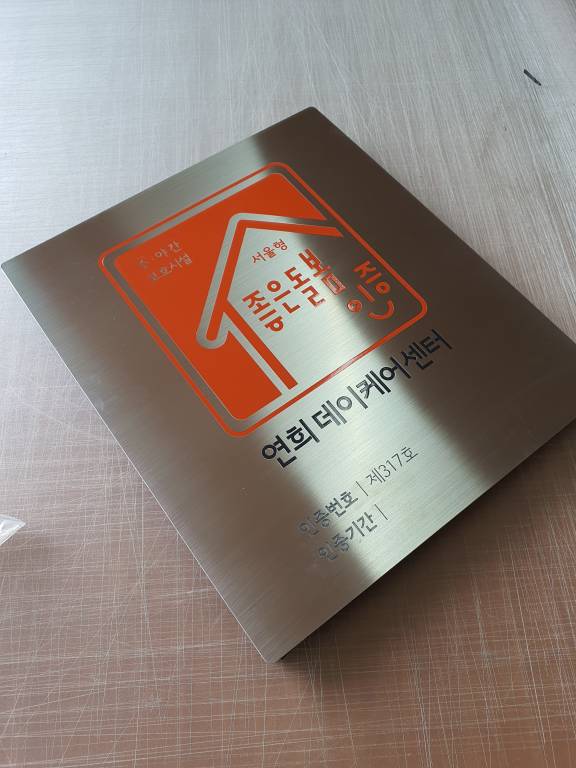 주·야간
보호시설
서울형
좋은돌봄
인증
연희 데이케어센터
인증번호 | 제317호
인증기간 |